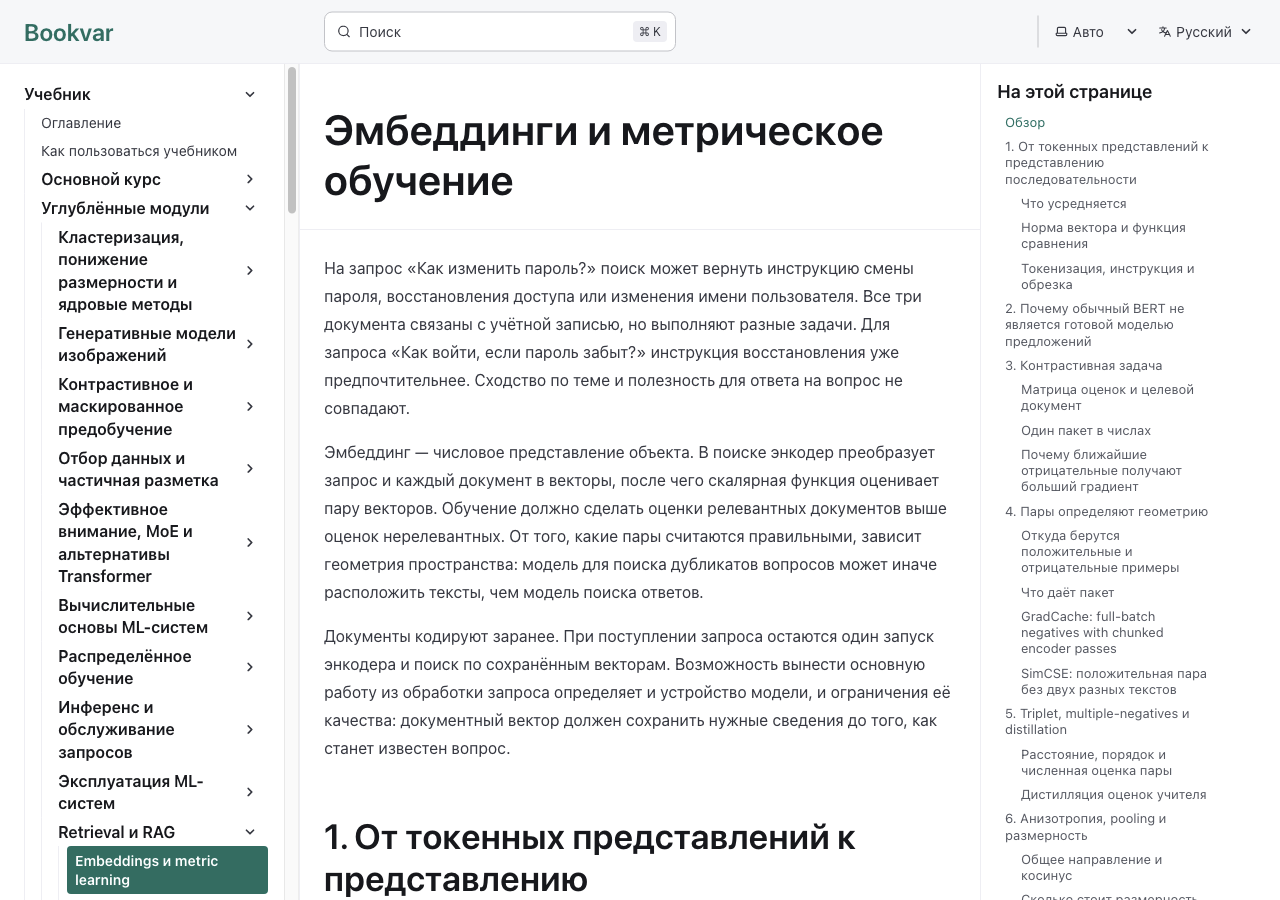 Bookvar
Поиск
⌘ K
Авто
Русский
Учебник
Оглавление
Как пользоваться учебником
Основной курс
Углублённые модули
Кластеризация,
понижение
размерности и
ядровые методы
Генеративные модели
изображений
Контрастивное и
маскированное
предобучение
Отбор данных и
частичная разметка
Эффективное
внимание, MoE и
альтернативы
Transformer
Вычислительные
основы ML-систем
Распределённое
обучение
Инференс и
обслуживание
запросов
Эксплуатация ML-
систем
Retrieval и RAG
Embeddings и metric
learning
Эмбеддинги и метрическое
обучение
На запрос «Как изменить пароль?» поиск может вернуть инструкцию смены
пароля, восстановления доступа или изменения имени пользователя. Все три
документа связаны с учётной записью, но выполняют разные задачи. Для
запроса «Как войти, если пароль забыт?» инструкция восстановления уже
предпочтительнее. Сходство по теме и полезность для ответа на вопрос не
совпадают.
Эмбеддинг — числовое представление объекта. В поиске энкодер преобразует
запрос и каждый документ в векторы, после чего скалярная функция оценивает
пару векторов. Обучение должно сделать оценки релевантных документов выше
оценок нерелевантных. От того, какие пары считаются правильными, зависит
геометрия пространства: модель для поиска дубликатов вопросов может иначе
расположить тексты, чем модель поиска ответов.
Документы кодируют заранее. При поступлении запроса остаются один запуск
энкодера и поиск по сохранённым векторам. Возможность вынести основную
работу из обработки запроса определяет и устройство модели, и ограничения её
качества: документный вектор должен сохранить нужные сведения до того, как
станет известен вопрос.
1. От токенных представлений к
представлению
На этой странице
Обзор
1. От токенных представлений к
представлению
последовательности
Что усредняется
Норма вектора и функция
сравнения
Токенизация, инструкция и
обрезка
2. Почему обычный BERT не
является готовой моделью
предложений
3. Контрастивная задача
Матрица оценок и целевой
документ
Один пакет в числах
Почему ближайшие
отрицательные получают
больший градиент
4. Пары определяют геометрию
Откуда берутся
положительные и
отрицательные примеры
Что даёт пакет
GradCache: full-batch
negatives with chunked
encoder passes
SimCSE: положительная пара
без двух разных текстов
5. Triplet, multiple-negatives и
distillation
Расстояние, порядок и
численная оценка пары
Дистилляция оценок учителя
6. Анизотропия, pooling и
размерность
Общее направление и
косинус
Сколько стоит размерность